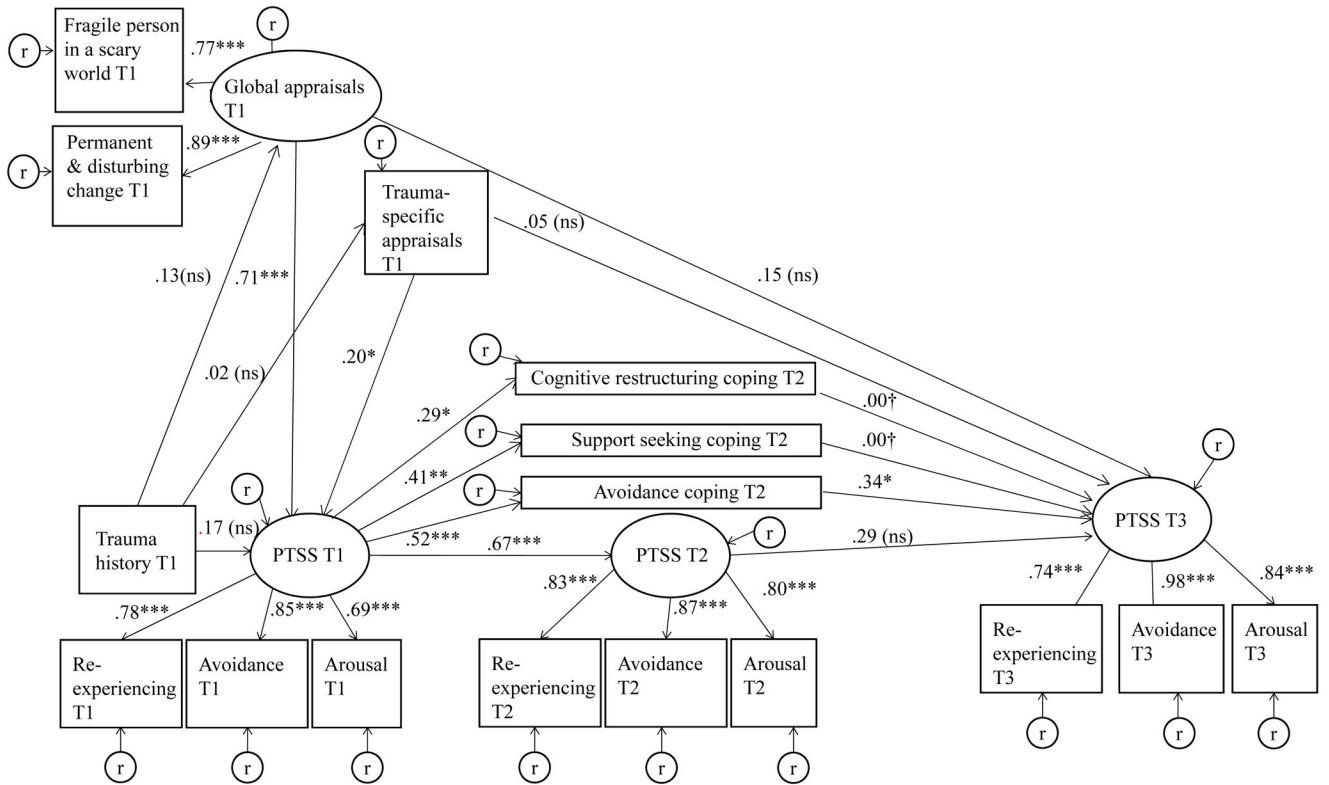 Fragile person
in a scary
world T1
r
r
.77***
Global appraisals
T1
Permanent
& disturbing
change T1
r
.89***
r
Trauma-
specific
appraisals
T1
.05 (ns)
.15 (ns)
.13(ns)
.71***
.02 (ns)
.20*
r
Cognitive restructuring coping T2
.29*
.00†
r
Support seeking coping T2
.00†
.41**
r
Avoidance coping T2
.34*
.52***
r
r
Trauma
history T1
.17 (ns)
PTSS T1
.67***
PTSS T2
r
.29 (ns)
PTSS T3
.78***
.85***
.69***
.83***
.87***
.80***
.74***
.98***
.84***
Re-
experiencing
T1
Avoidance
T1
Arousal
T1
Re-
experiencing
T2
Avoidance
T2
Arousal
T2
Re-
experiencing
T3
Avoidance
T3
Arousal
T3
r
r
r
r
r
r
r
r
r